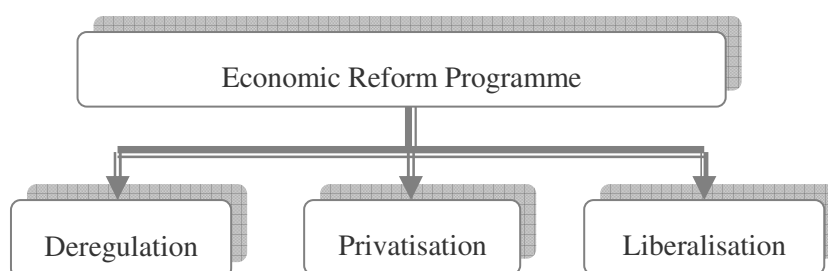 Economic Reform Programme
Deregulation Privatisation Liberalisation